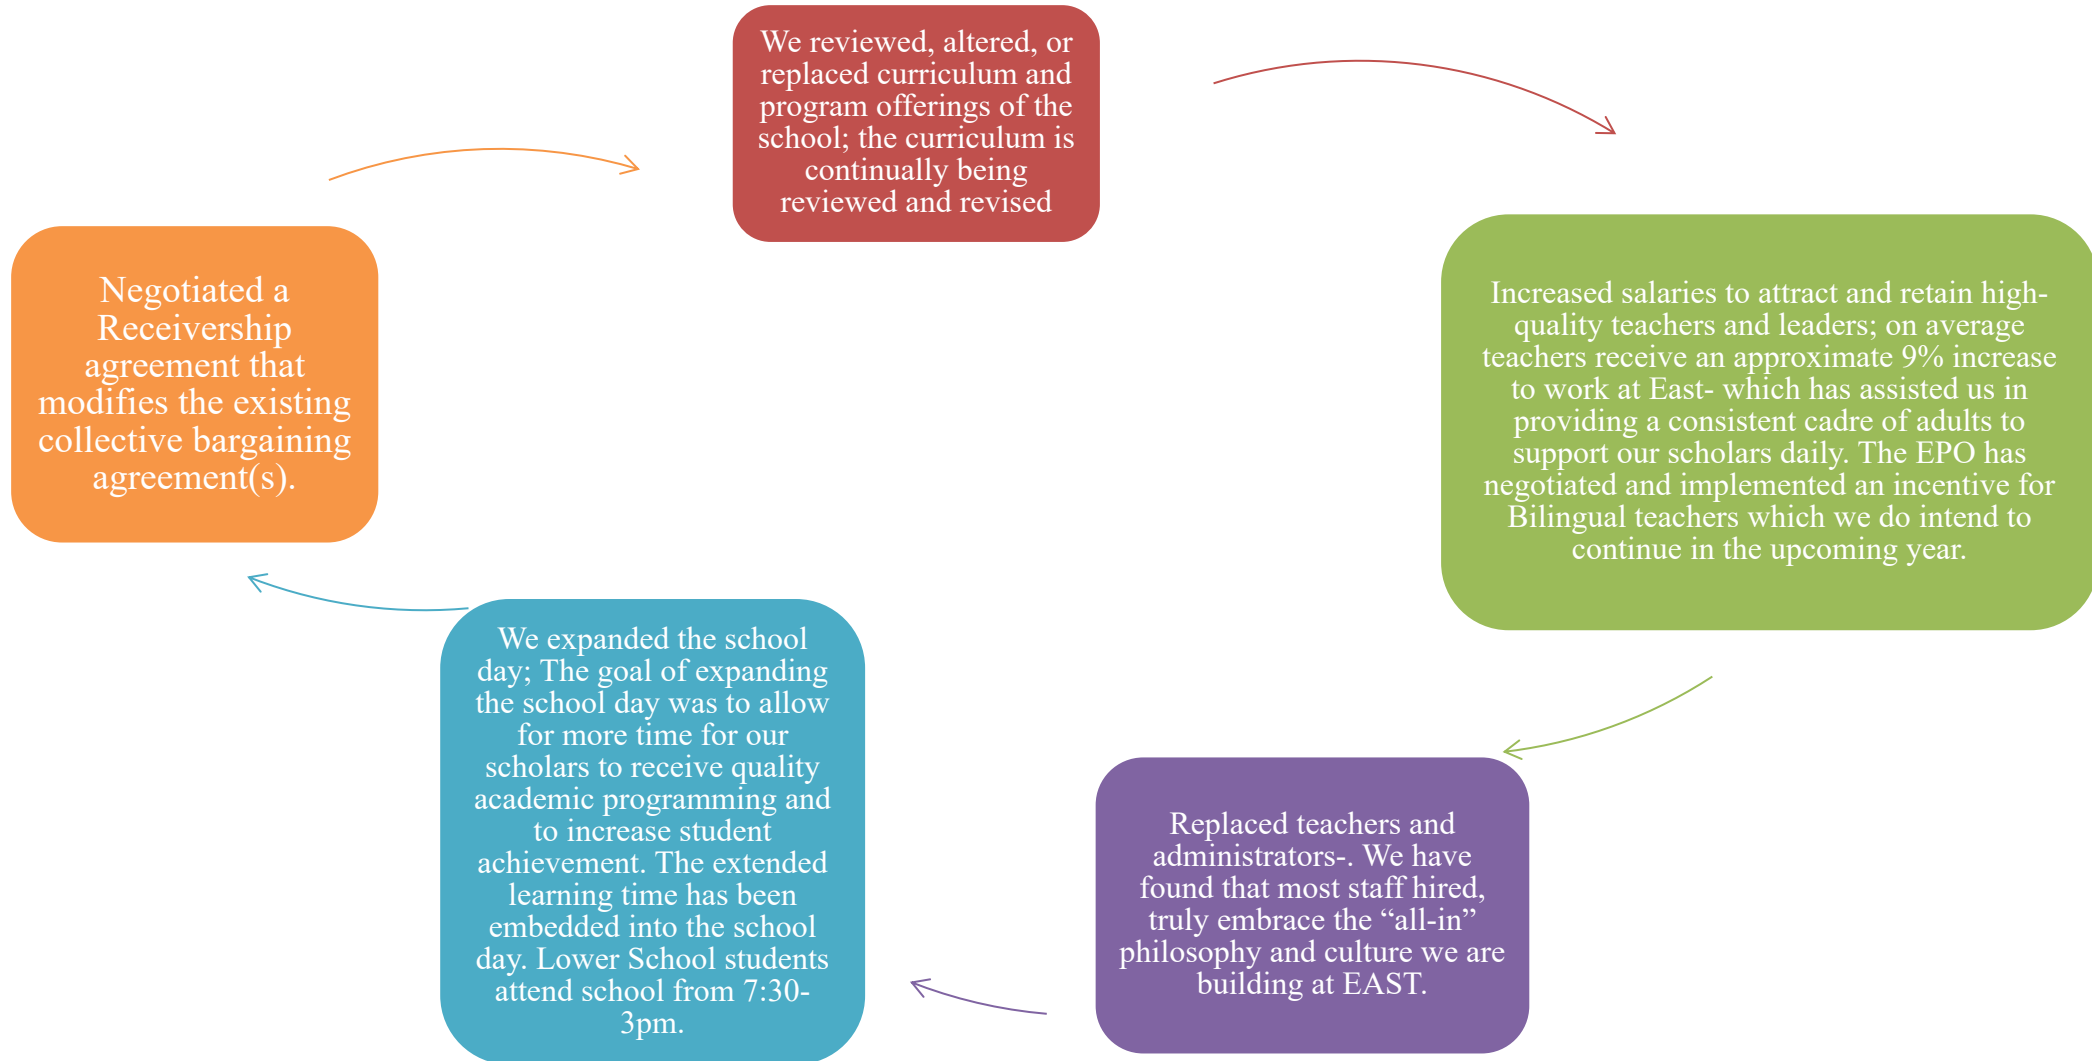 We reviewed, altered, or
replaced curriculum and
program offerings of the
school; the curriculum is
continually being
reviewed and revised
Increased salaries to attract and retain high-
quality teachers and leaders; on average
teachers receive an approximate 9% increase
to work at East- which has assisted us in
providing a consistent cadre of adults to
support our scholars daily. The EPO has
negotiated and implemented an incentive for
Bilingual teachers which we do intend to
continue in the upcoming year.
Replaced teachers and
administrators-. We have
found that most staff hired,
truly embrace the “all-in”
philosophy and culture we are
building at EAST.
We expanded the school
day; The goal of expanding
the school day was to allow
for more time for our
scholars to receive quality
academic programming and
to increase student
achievement. The extended
learning time has been
embedded into the school
day. Lower School students
attend school from 7:30-
3pm.
Negotiated a
Receivership
agreement that
modifies the existing
collective bargaining
agreement(s).